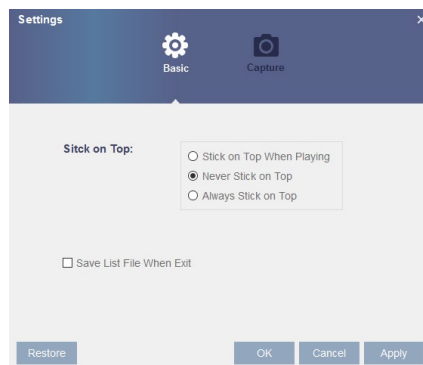 Settings
Basic
Capture
Sitck on Top:
Stick on Top When Playing
Never Stick on Top
Always Stick on Top
Save List File When Exit
Restore
OK
Cancel
Apply